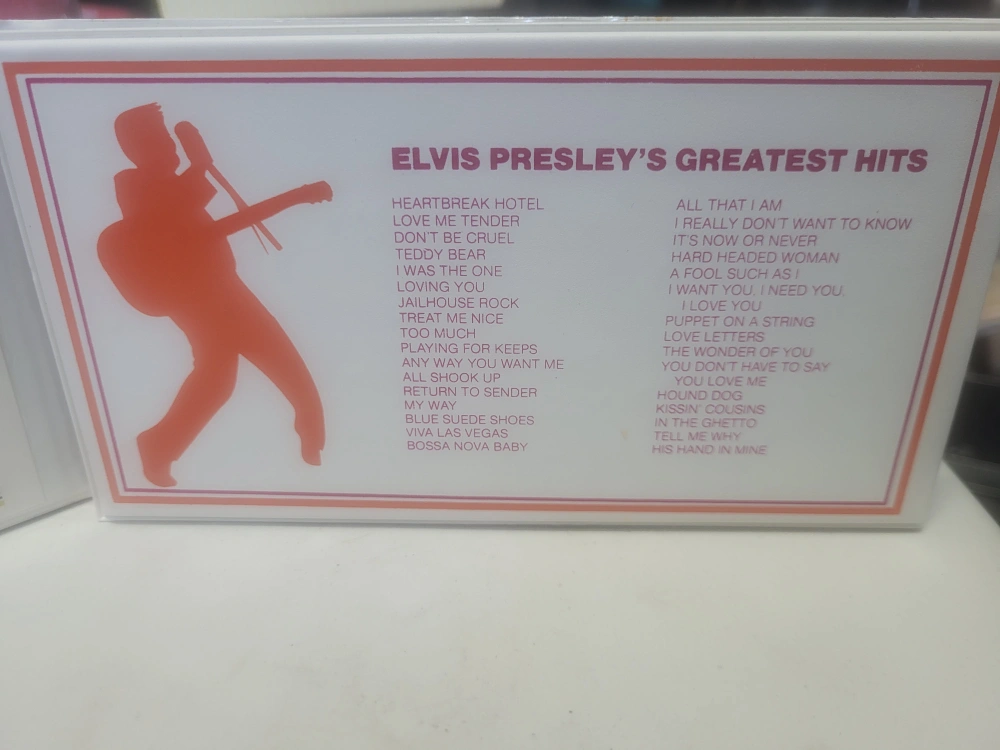 ELVIS PRESLEY'S GREATEST HITS
HEARTBREAK HOTEL
LOVE ME TENDER
DON'T BE CRUEL
TEDDY BEAR
I WAS THE ONE
LOVING YOU
JAILHOUSE ROCK
TREAT ME NICE
TOO MUCH
PLAYING FOR KEEPS
ANY WAY YOU WANT ME
ALL SHOOK UP
RETURN TO SENDER
MY WAY
BLUE SUEDE SHOES
VIVA LAS VEGAS
BOSSA NOVA BABY
ALL THAT I AM
I REALLY DON'T WANT TO KNOW
IT'S NOW OR NEVER
HARD HEADED WOMAN
A FOOL SUCH AS I
I WANT YOU, I NEED YOU,
I LOVE YOU
PUPPET ON A STRING
LOVE LETTERS
THE WONDER OF YOU
YOU DON'T HAVE TO SAY
YOU LOVE ME
HOUND DOG
KISSIN' COUSINS
IN THE GHETTO
TELL ME WHY
HIS HAND IN MINE